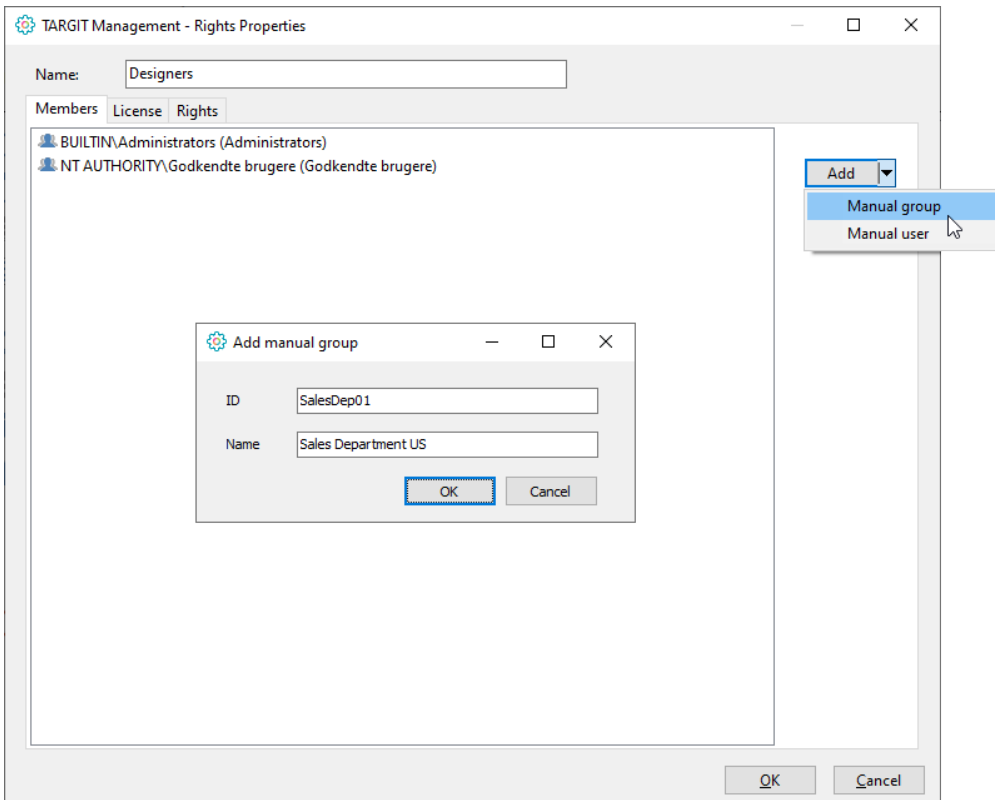 TARGIT Management - Rights Properties
Name: Designers
Members License Rights
BUILTIN\Administrators (Administrators)
NT AUTHORITY\Godkendte brugere (Godkendte brugere)
Add
Manual group
Manual user
Add manual group
ID SalesDep01
Name Sales Department US
OK Cancel
OK Cancel